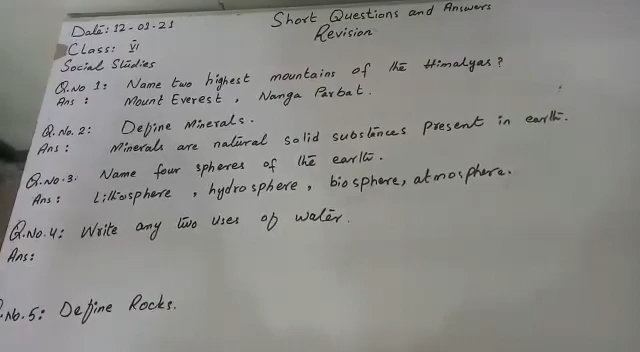 Date: 12-01-21
Short Questions and Answers
Revision
Class: VI
Social Studies
Q.No 1: Name two highest mountains of the Himalyas?
Ans: Mount Everest, Nanga Parbat.
Q.No.2: Define Minerals.
Ans: Minerals are natural solid substances present in earth.
Q.No.3. Name four spheres of the earth.
Ans: Lithosphere, hydrosphere, biosphere, atmosphere.
Q.No.4: Write any two uses of water.
Ans:
Q.No.5: Define Rocks.